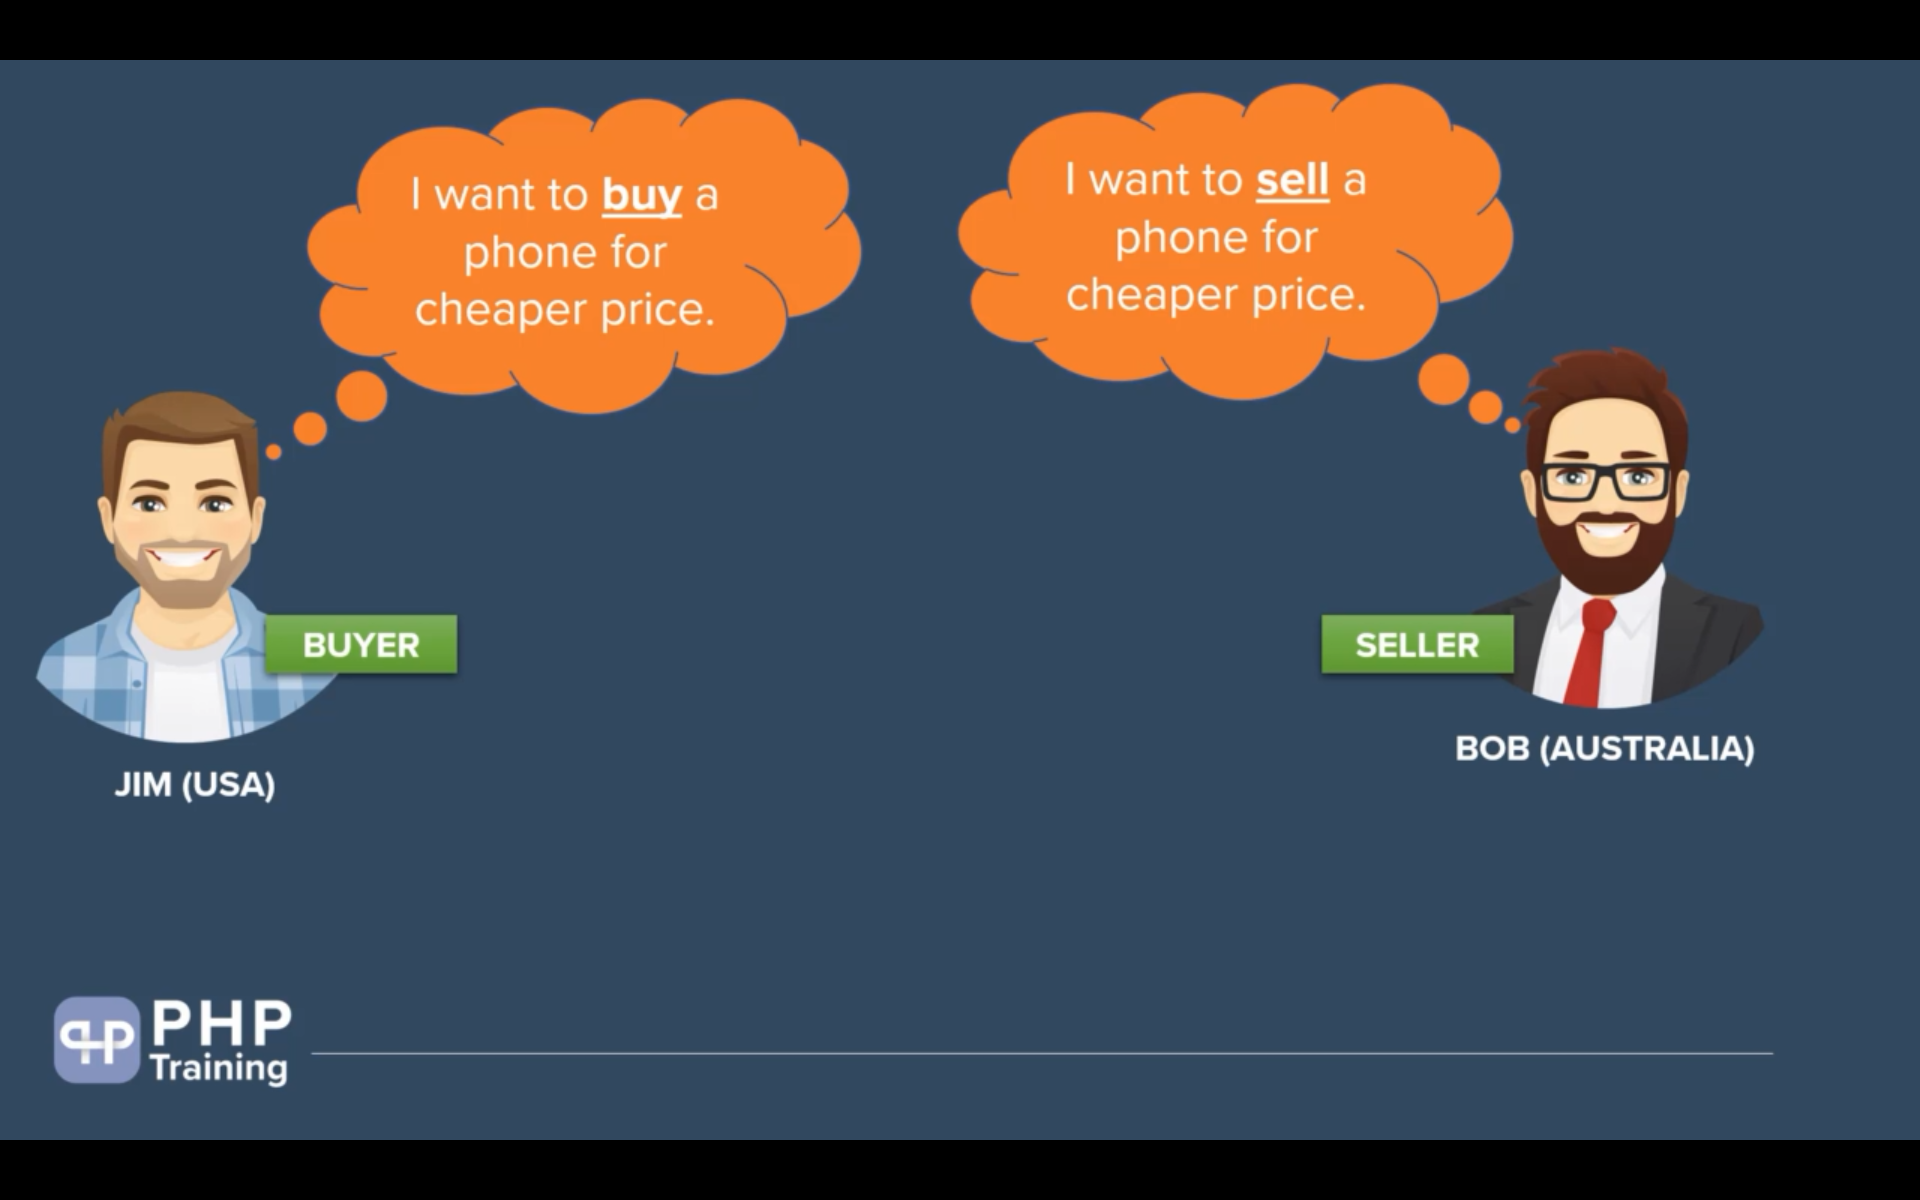 I want to buy a
phone for
cheaper price.
I want to sell a
phone for
cheaper price.
BUYER
SELLER
JIM (USA)
BOB (AUSTRALIA)
php
PHP
Training